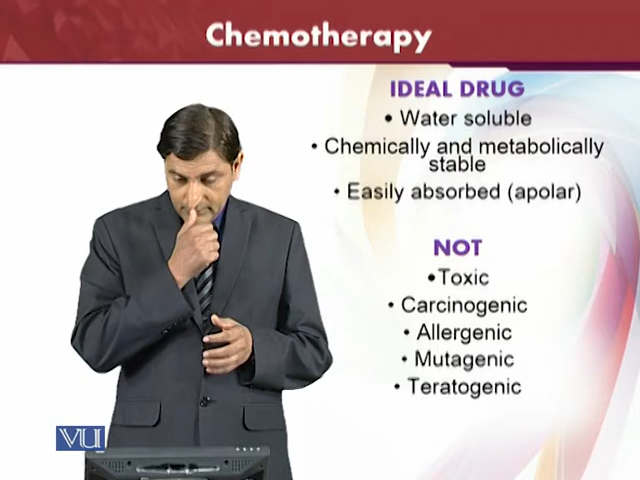 Chemotherapy
IDEAL DRUG
• Water soluble
• Chemically and metabolically
stable
• Easily absorbed (apolar)
NOT
•Toxic
• Carcinogenic
• Allergenic
• Mutagenic
• Teratogenic
VU